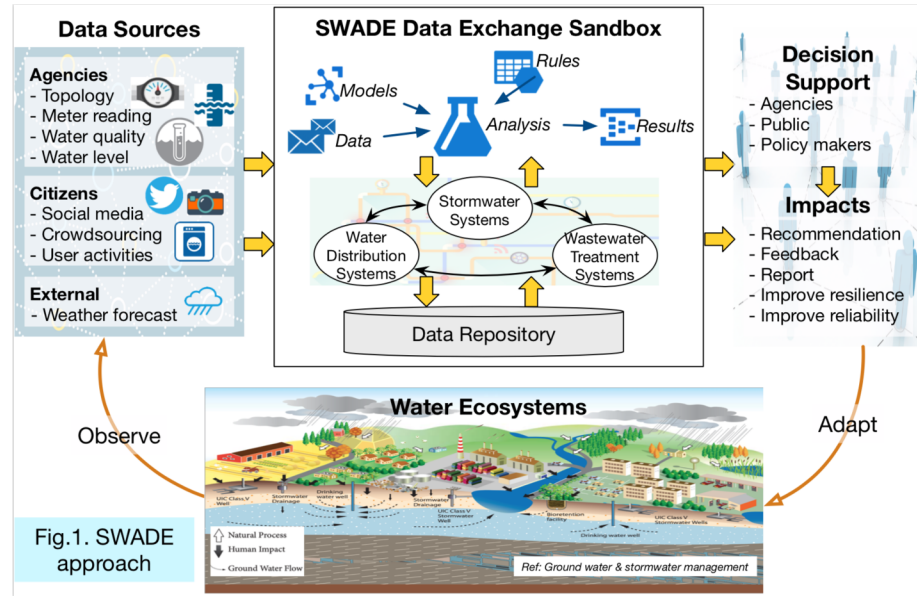 Data Sources
Agencies
- Topology
- Meter reading
- Water quality
- Water level
Citizens
- Social media
- Crowdsourcing
- User activities
External
- Weather forecast
SWADE Data Exchange Sandbox
Models
Data
Rules
Analysis
Results
Stormwater
Systems
Water
Distribution
Systems
Wastewater
Treatment
Systems
Data Repository
Decision
Support
- Agencies
- Public
- Policy makers
Impacts
- Recommendation
- Feedback
- Report
- Improve resilience
- Improve reliability
Observe
Adapt
Water Ecosystems
UIC Class V
Well
Stormwater
Drainage
Drinking
water well
Stormwater
Drainage
UIC Class V
Stormwater
Well
Bioretention
facility
Drinking water well
UIC Class V
Stormwater Wells
Natural Process
Human Impact
Ground Water Flow
Ref: Ground water & stormwater management
Fig.1. SWADE
approach